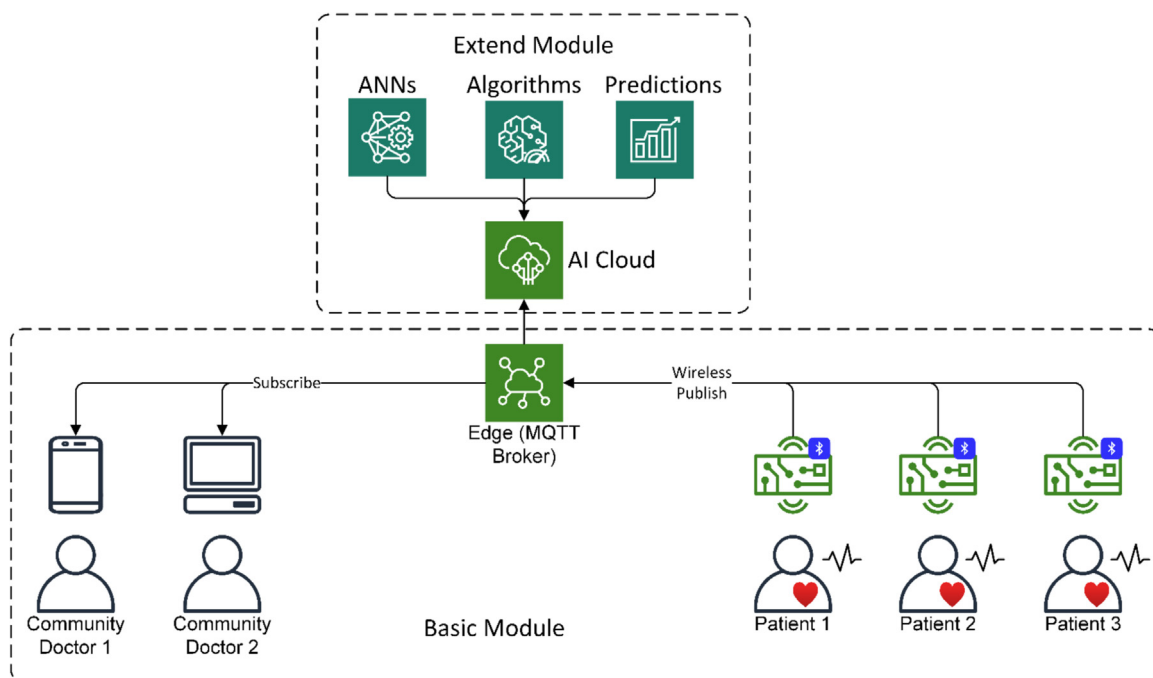 Extend Module
ANNs
Algorithms
Predictions
AI Cloud
Subscribe
Wireless
Publish
Edge (MQTT
Broker)
Community
Doctor 1
Community
Doctor 2
Basic Module
Patient 1
Patient 2
Patient 3